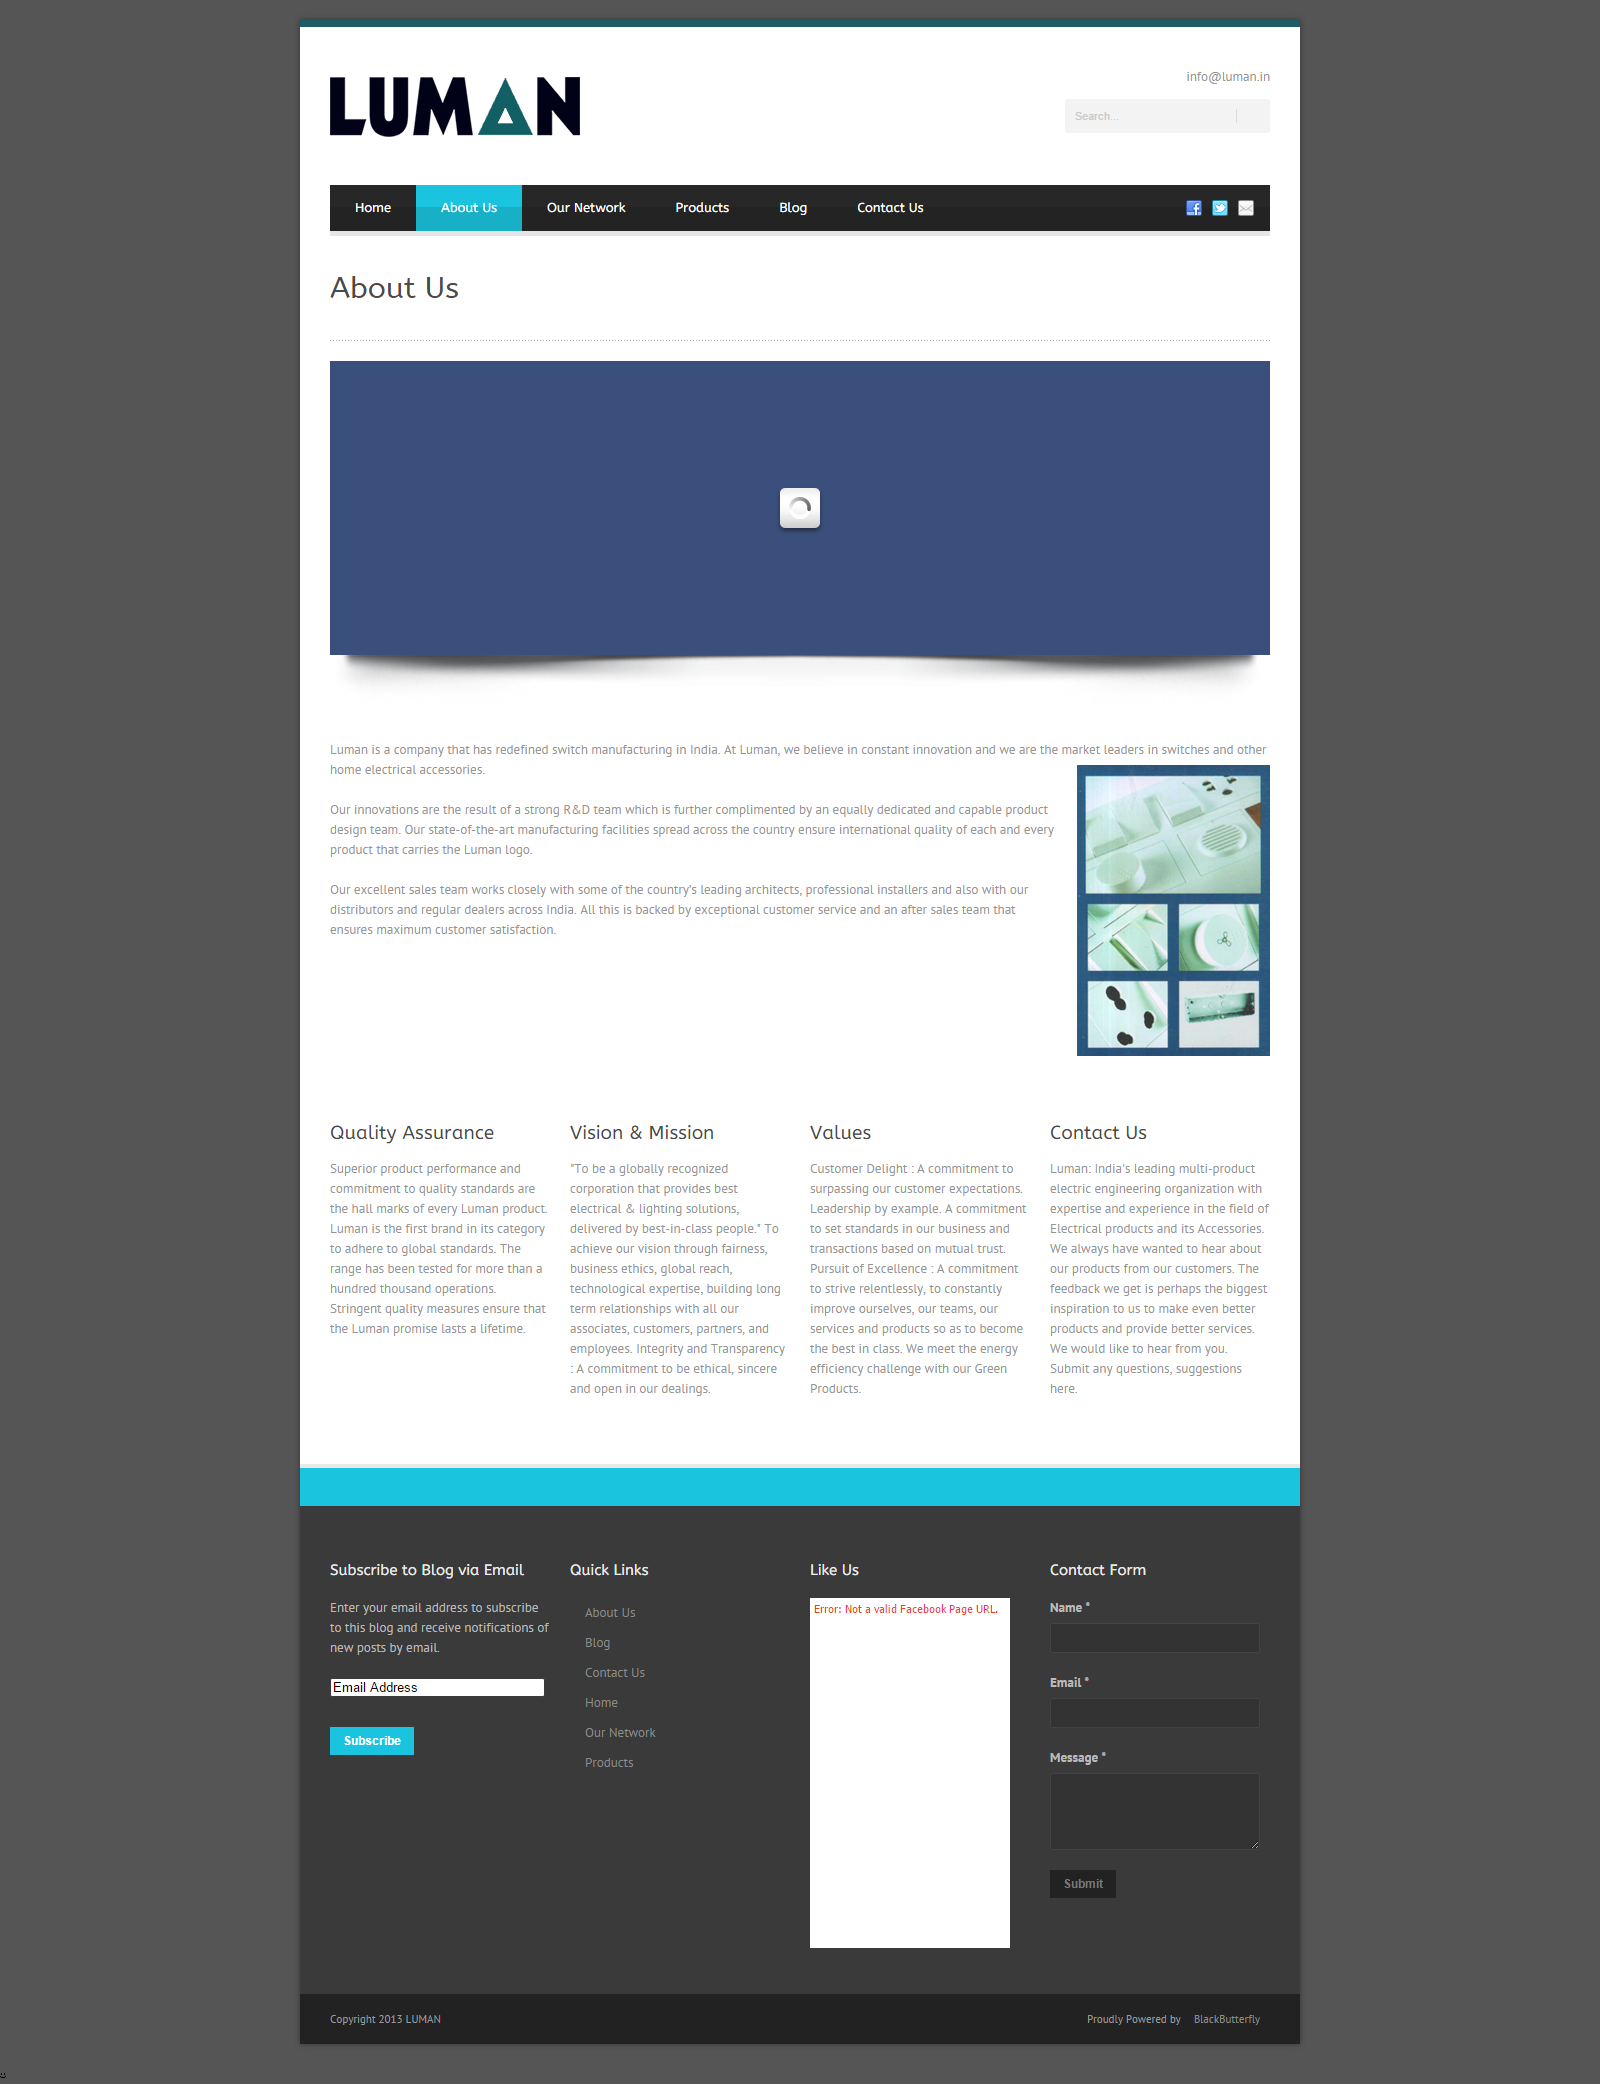 LUMAN
info@luman.in
Search...
Home About Us Our Network Products Blog Contact Us
About Us
Luman is a company that has redefined switch manufacturing in India. At Luman, we believe in constant innovation and we are the market leaders in switches and other
home electrical accessories.
Our innovations are the result of a strong R&D team which is further complimented by an equally dedicated and capable product
design team. Our state-of-the-art manufacturing facilities spread across the country ensure international quality of each and every
product that carries the Luman logo.
Our excellent sales team works closely with some of the country's leading architects, professional installers and also with our
distributors and regular dealers across India. All this is backed by exceptional customer service and an after sales team that
ensures maximum customer satisfaction.
Quality Assurance
Superior product performance and
commitment to quality standards are
the hall marks of every Luman product.
Luman is the first brand in its category
to adhere to global standards. The
range has been tested for more than a
hundred thousand operations.
Stringent quality measures ensure that
the Luman promise lasts a lifetime.
Vision & Mission
"To be a globally recognized
corporation that provides best
electrical & lighting solutions,
delivered by best-in-class people." To
achieve our vision through fairness,
business ethics, global reach,
technological expertise, building long
term relationships with all our
associates, customers, partners, and
employees. Integrity and Transparency
: A commitment to be ethical, sincere
and open in our dealings.
Values
Customer Delight : A commitment to
surpassing our customer expectations.
Leadership by example. A commitment
to set standards in our business and
transactions based on mutual trust.
Pursuit of Excellence : A commitment
to strive relentlessly, to constantly
improve ourselves, our teams, our
services and products so as to become
the best in class. We meet the energy
efficiency challenge with our Green
Products.
Contact Us
Luman: India's leading multi-product
electric engineering organization with
expertise and experience in the field of
Electrical products and its Accessories.
We always have wanted to hear about
our products from our customers. The
feedback we get is perhaps the biggest
inspiration to us to make even better
products and provide better services.
We would like to hear from you.
Submit any questions, suggestions
here.
Subscribe to Blog via Email
Enter your email address to subscribe
to this blog and receive notifications of
new posts by email.
Email Address
Subscribe
Quick Links
About Us
Blog
Contact Us
Home
Our Network
Products
Like Us
Error: Not a valid Facebook Page URL.
Contact Form
Name *
Email *
Message *
Submit
Copyright 2013 LUMAN
Proudly Powered by BlackButterfly